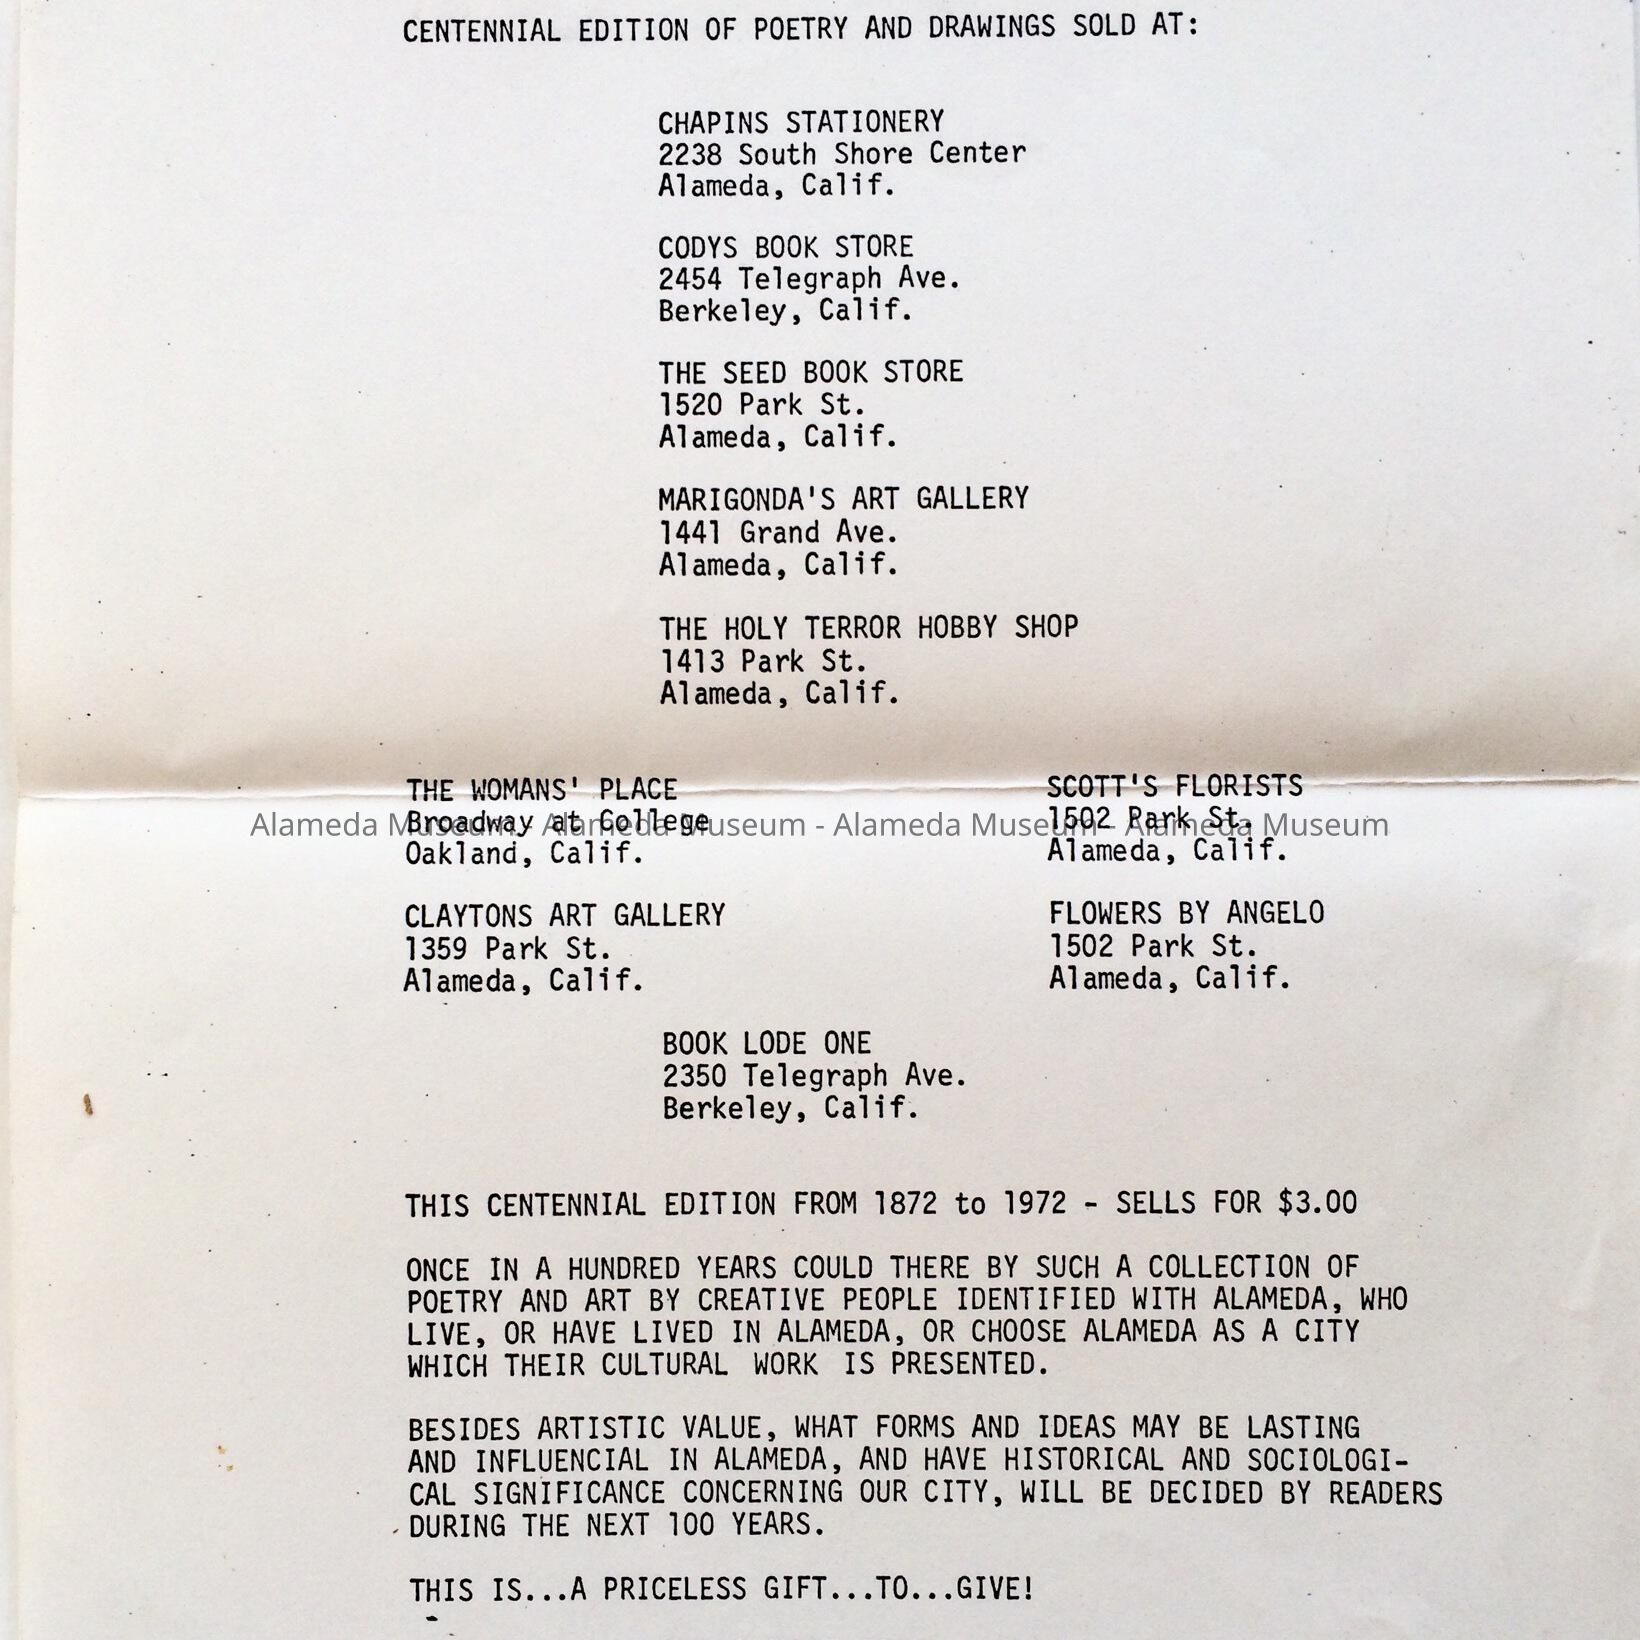 CENTENNIAL EDITION OF POETRY AND DRAWINGS SOLD AT:
CHAPINS STATIONERY
2238 South Shore Center
Alameda, Calif.
CODYS BOOK STORE
2454 Telegraph Ave.
Berkeley, Calif.
THE SEED BOOK STORE
1520 Park St.
Alameda, Calif.
MARIGONDA'S ART GALLERY
1441 Grand Ave.
Alameda, Calif.
THE HOLY TERROR HOBBY SHOP
1413 Park St.
Alameda, Calif.
THE WOMANS' PLACE
Broadway at College
Oakland, Calif.
SCOTT'S FLORISTS
1502 Park St.
Alameda, Calif.
Alameda Museum - Alameda Museum - Alameda Museum - Alameda Museum
CLAYTONS ART GALLERY
1359 Park St.
Alameda, Calif.
FLOWERS BY ANGELO
1502 Park St.
Alameda, Calif.
BOOK LODE ONE
2350 Telegraph Ave.
Berkeley, Calif.
THIS CENTENNIAL EDITION FROM 1872 to 1972 - SELLS FOR $3.00
ONCE IN A HUNDRED YEARS COULD THERE BY SUCH A COLLECTION OF
POETRY AND ART BY CREATIVE PEOPLE IDENTIFIED WITH ALAMEDA, WHO
LIVE, OR HAVE LIVED IN ALAMEDA, OR CHOOSE ALAMEDA AS A CITY
WHICH THEIR CULTURAL WORK IS PRESENTED.
BESIDES ARTISTIC VALUE, WHAT FORMS AND IDEAS MAY BE LASTING
AND INFLUENCIAL IN ALAMEDA, AND HAVE HISTORICAL AND SOCIOLOGI-
CAL SIGNIFICANCE CONCERNING OUR CITY, WILL BE DECIDED BY READERS
DURING THE NEXT 100 YEARS.
THIS IS...A PRICELESS GIFT...TO...GIVE!